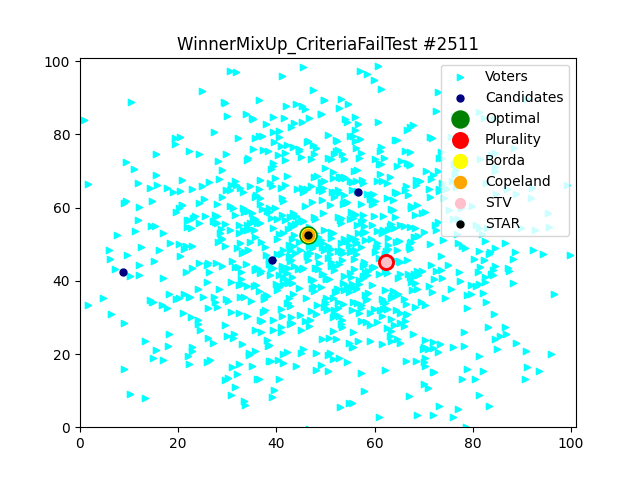 WinnerMixUp_CriteriaFailTest #2511
100
80
60
40
20
0
0
20
40
60
80
100
Voters
Candidates
Optimal
Plurality
Borda
Copeland
STV
STAR